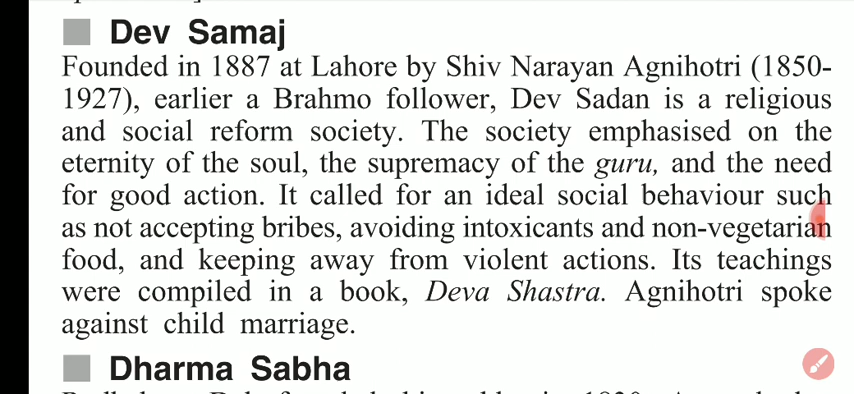 Dev Samaj
Founded in 1887 at Lahore by Shiv Narayan Agnihotri (1850-
1927), earlier a Brahmo follower, Dev Sadan is a religious
and social reform society. The society emphasised on the
eternity of the soul, the supremacy of the guru, and the need
for good action. It called for an ideal social behaviour such
as not accepting bribes, avoiding intoxicants and non-vegetarian
food, and keeping away from violent actions. Its teachings
were compiled in a book, Deva Shastra. Agnihotri spoke
against child marriage.
Dharma Sabha